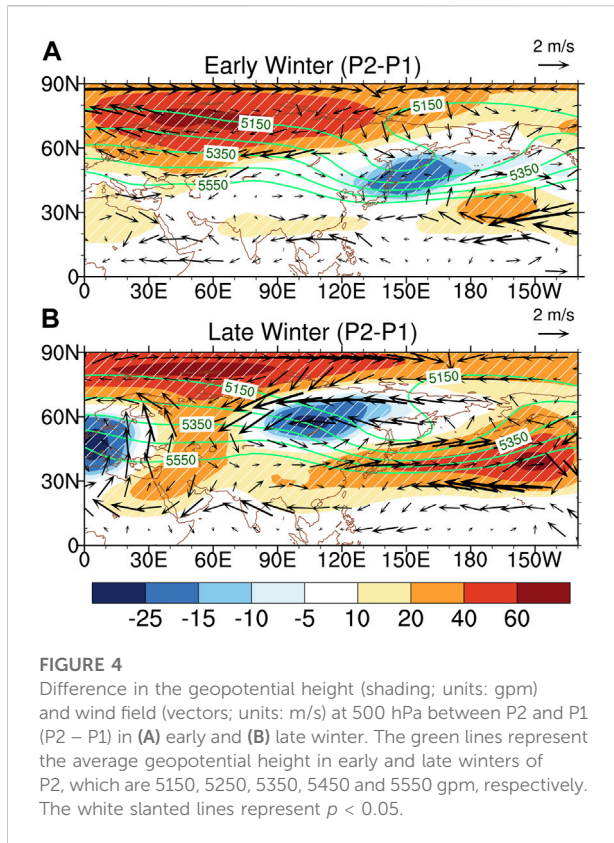 A
Early Winter (P2-P1)
2 m/s
90N
60N
30N
0
5150
5150
5350
5350
5550
0 30E 60E 90E 120E 150E 180 150W
B
Late Winter (P2-P1)
2 m/s
90N
60N
30N
0
5150
5150
5350
5350
5550
0 30E 60E 90E 120E 150E 180 150W
-25 -15 -10 -5 10 20 40 60
FIGURE 4
Difference in the geopotential height (shading; units: gpm)
and wind field (vectors; units: m/s) at 500 hPa between P2 and P1
(P2 – P1) in (A) early and (B) late winter. The green lines represent
the average geopotential height in early and late winters of
P2, which are 5150, 5250, 5350, 5450 and 5550 gpm, respectively.
The white slanted lines represent p < 0.05.